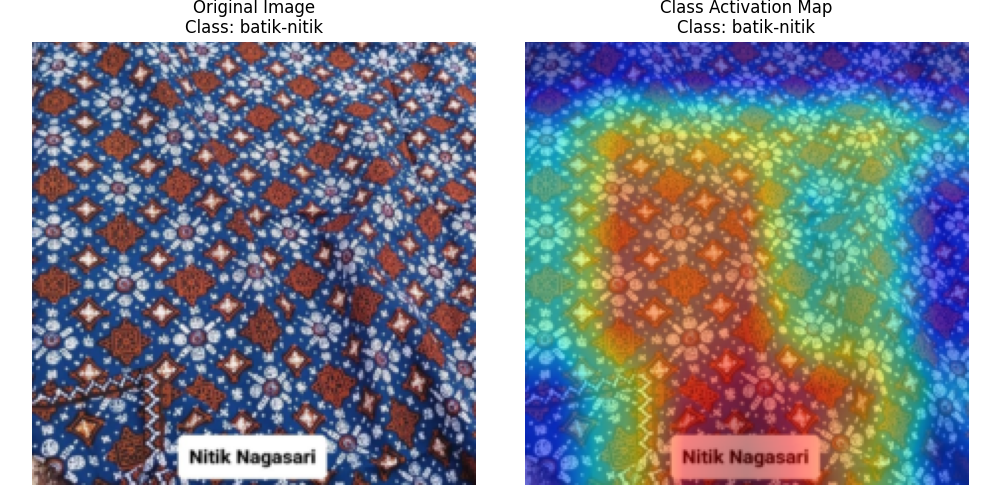 Original Image
Class: batik-nitik
Nitik Nagasari
Class Activation Map
Class: batik-nitik
Nitik Nagasari